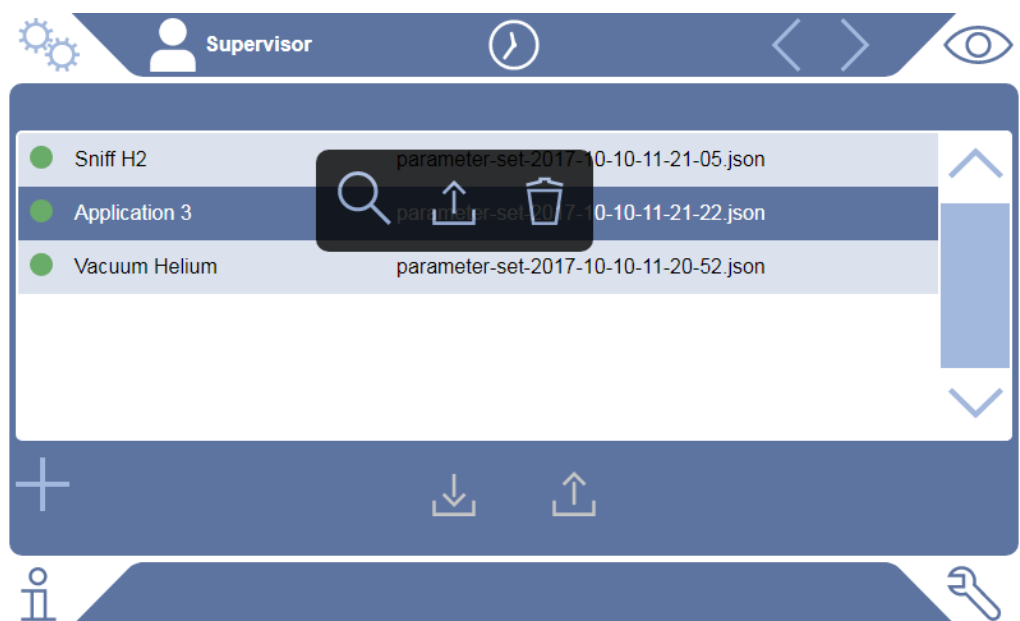 Supervisor
Sniff H2 parameter-set-2017-10-10-11-21-05.json
Application 3 parameter-set-2017-10-10-11-21-22.json
Vacuum Helium parameter-set-2017-10-10-11-20-52.json